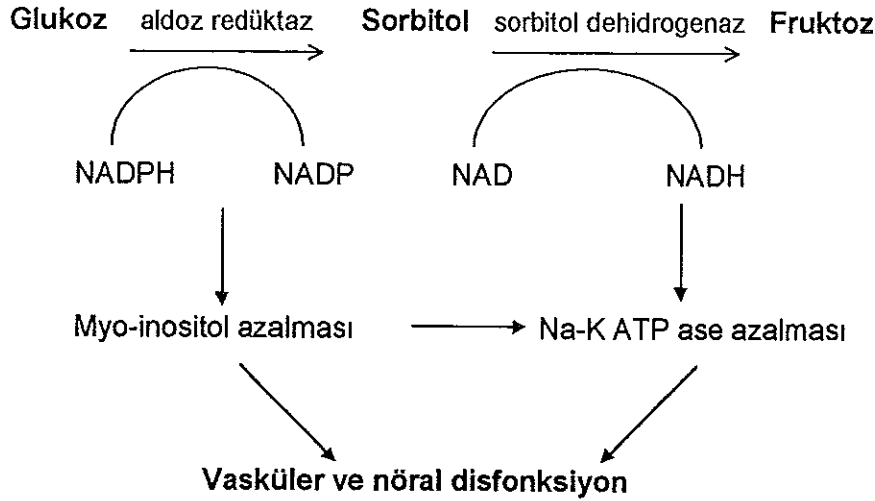 Glukoz aldoz redüktaz Sorbitol sorbitol dehidrogenaz Fruktoz
NADPH NADP NAD NADH
Myo-inositol azalması Na-K ATP ase azalması
Vasküler ve nöral disfonksiyon